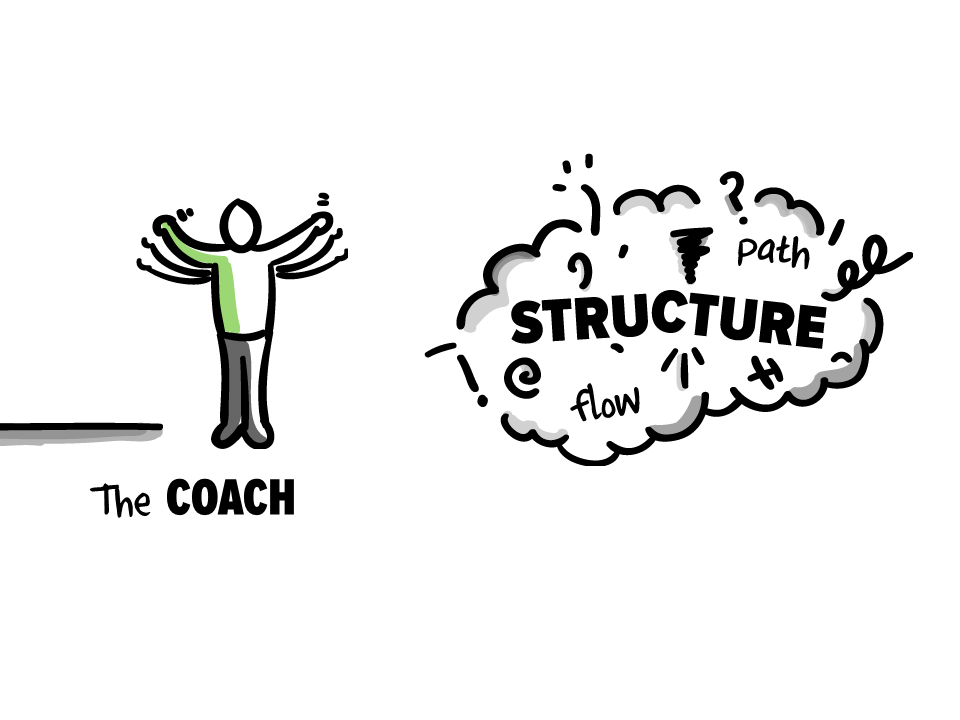 ?
path
STRUCTURE
flow
The COACH